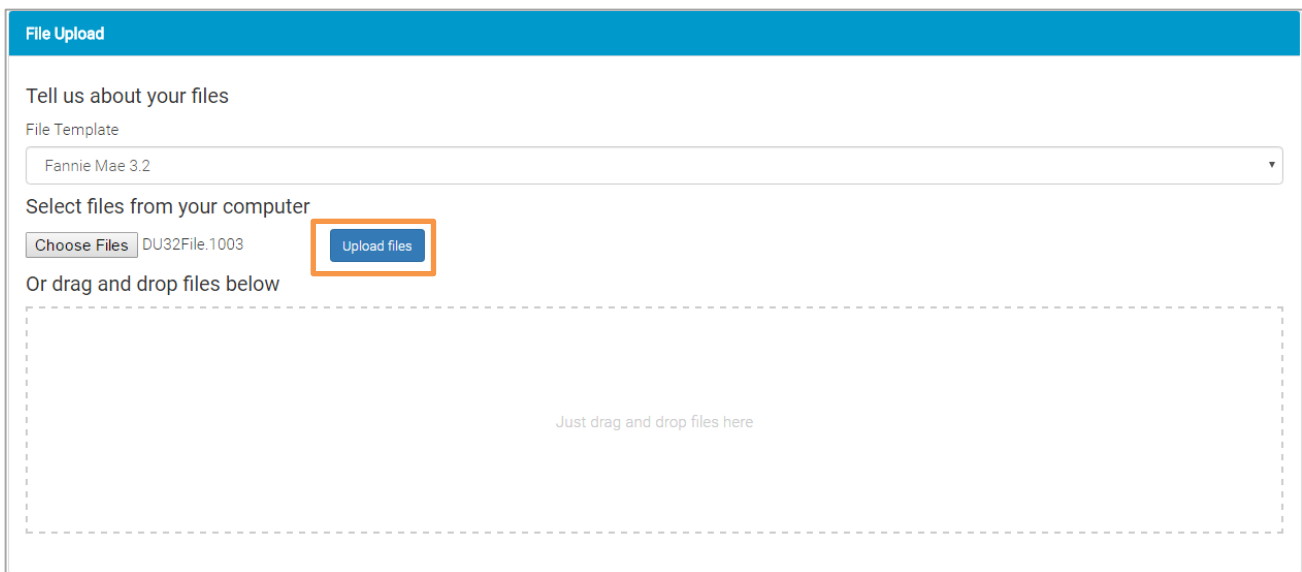 File Upload
Tell us about your files
File Template
Fannie Mae 3.2
Select files from your computer
Choose Files DU32File.1003 Upload files
Or drag and drop files below
Just drag and drop files here